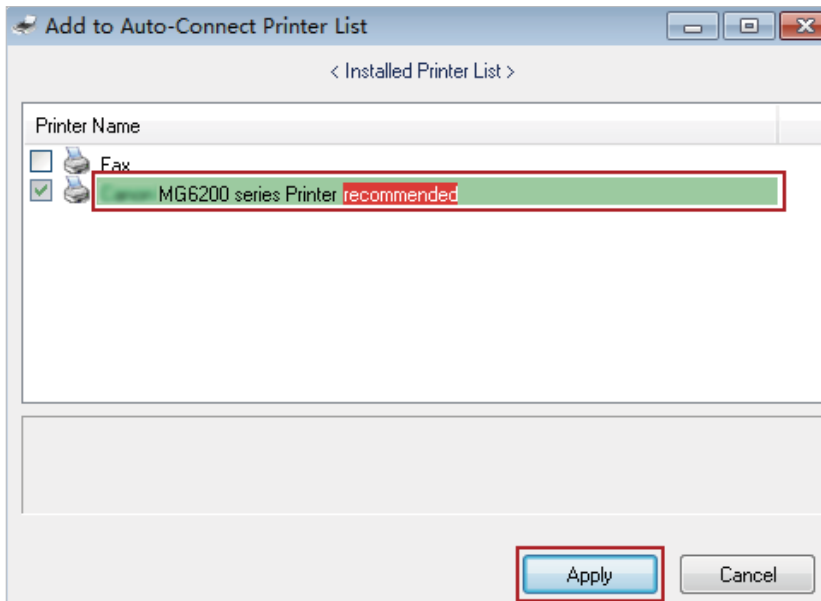 Add to Auto-Connect Printer List
< Installed Printer List >
Printer Name
Fax
MG6200 series Printer recommended
Apply Cancel